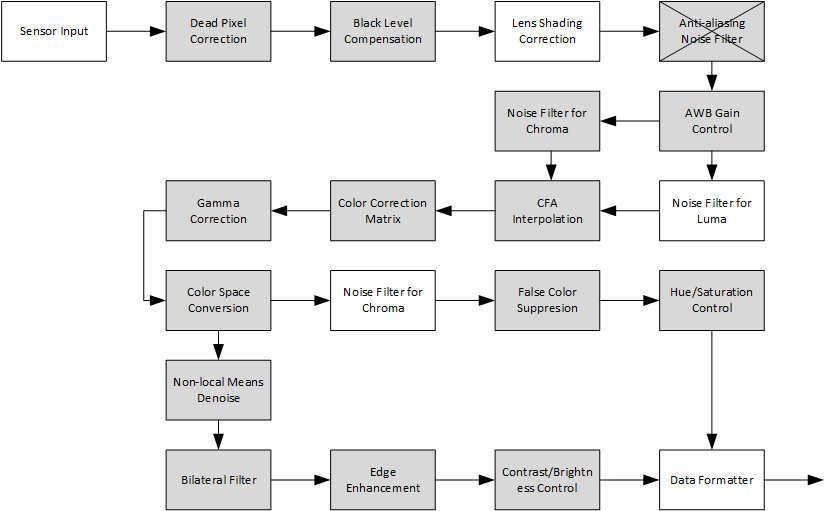 Sensor Input
Dead Pixel
Correction
Black Level
Compensation
Lens Shading
Correction
Anti-aliasing
Noise Filter
Noise Filter for
Chroma
AWB Gain
Control
Gamma
Correction
Color Correction
Matrix
CFA
Interpolation
Noise Filter for
Luma
Color Space
Conversion
Noise Filter for
Chroma
False Color
Suppresion
Hue/Saturation
Control
Non-local Means
Denoise
Bilateral Filter
Edge
Enhancement
Contrast/Brightn
ess Control
Data Formatter